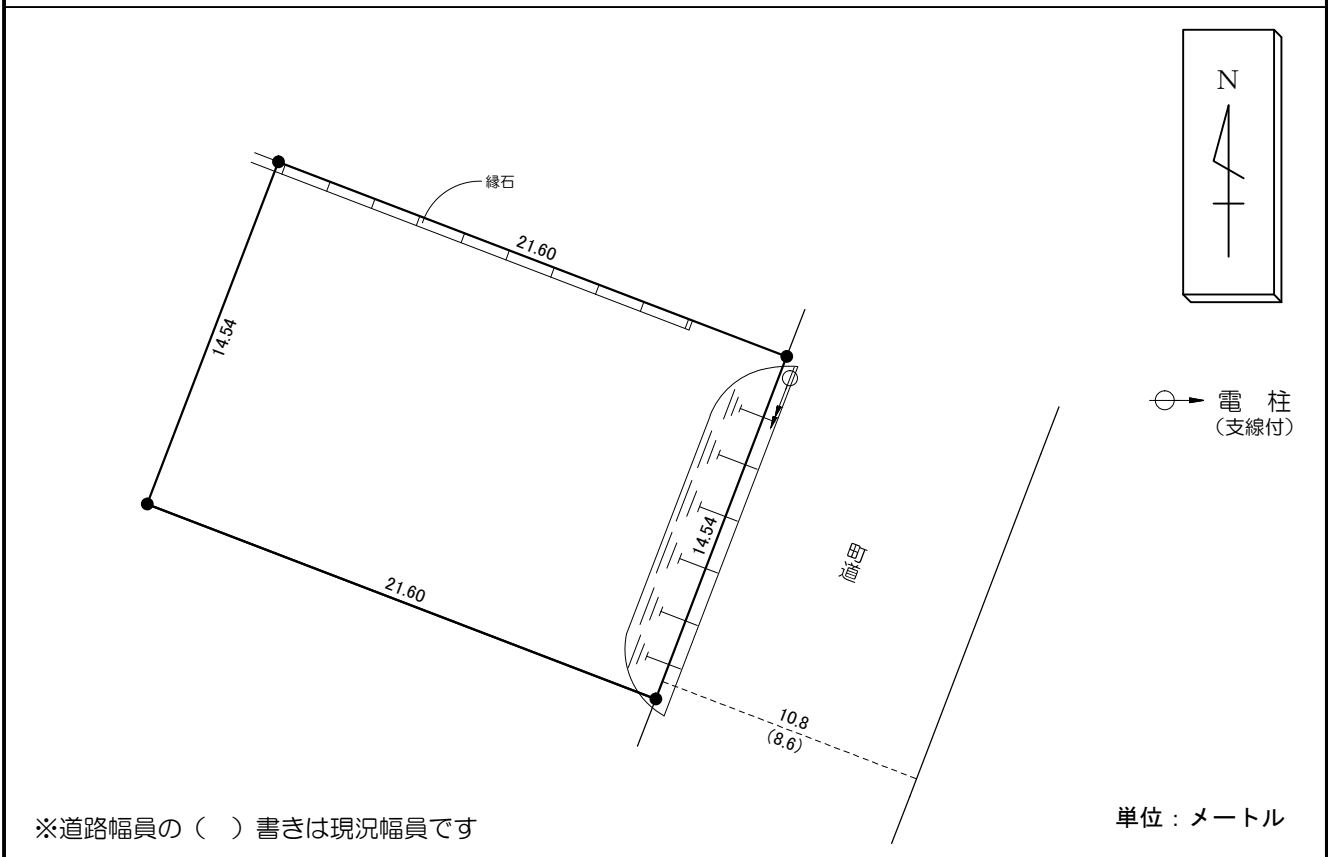 N
縁石
21.60
14.54
電 柱
(支線付)
14.54
町道
21.60
10.8
(8.6)
※道路幅員の( )書きは現況幅員です
単位：メートル